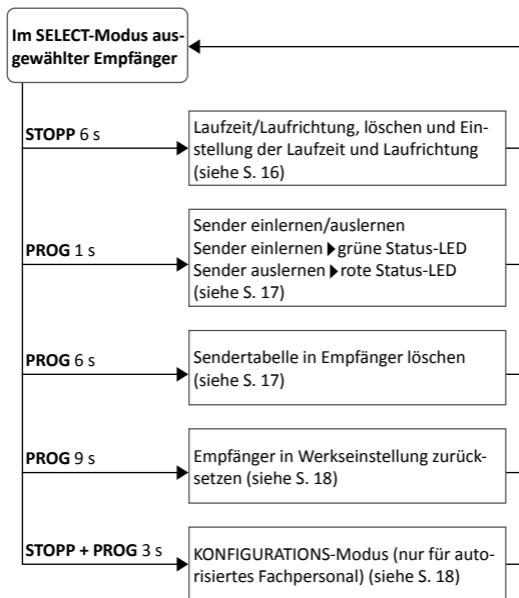 Im SELECT-Modus aus-
gewählter Empfänger
STOPP 6 s
Laufzeit/Laufrichtung, löschen und Ein-
stellung der Laufzeit und Laufrichtung
(siehe S. 16)
PROG 1 s
Sender einlernen/auslernen
Sender einlernen ▶ grüne Status-LED
Sender auslernen ▶ rote Status-LED
(siehe S. 17)
PROG 6 s
Sendertabelle in Empfänger löschen
(siehe S. 17)
PROG 9 s
Empfänger in Werkseinstellung zurück-
setzen (siehe S. 18)
STOPP + PROG 3 s
KONFIGURATIONS-Modus (nur für auto-
risiertes Fachpersonal) (siehe S. 18)